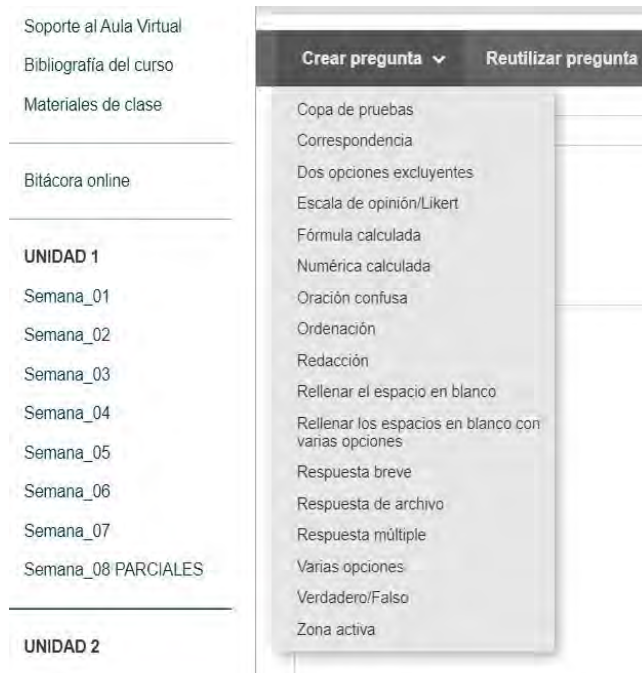 Soporte al Aula Virtual
Bibliografía del curso
Materiales de clase
Bitácora online
UNIDAD 1
Semana_01
Semana_02
Semana_03
Semana_04
Semana_05
Semana_06
Semana_07
Semana_08 PARCIALES
UNIDAD 2
Crear pregunta
Reutilizar pregunta
Copa de pruebas
Correspondencia
Dos opciones excluyentes
Escala de opinión/Likert
Fórmula calculada
Numérica calculada
Oración confusa
Ordenación
Redacción
Rellenar el espacio en blanco
Rellenar los espacios en blanco con
varias opciones
Respuesta breve
Respuesta de archivo
Respuesta múltiple
Varias opciones
Verdadero/Falso
Zona activa